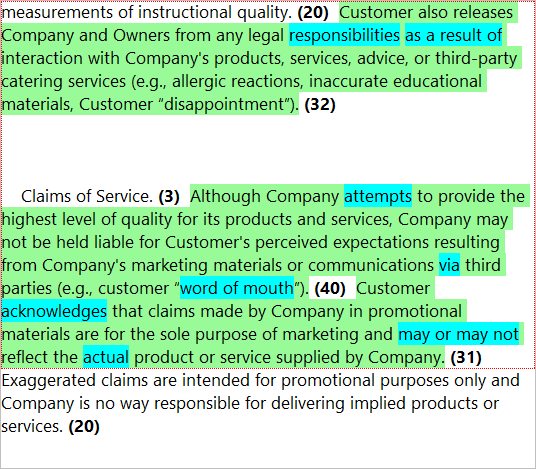 measurements of instructional quality. (20) Customer also releases
Company and Owners from any legal responsibilities as a result of
interaction with Company's products, services, advice, or third-party
catering services (e.g., allergic reactions, inaccurate educational
materials, Customer “disappointment”). (32)
Claims of Service. (3) Although Company attempts to provide the
highest level of quality for its products and services, Company may
not be held liable for Customer's perceived expectations resulting
from Company's marketing materials or communications via third
parties (e.g., customer “word of mouth”). (40) Customer
acknowledges that claims made by Company in promotional
materials are for the sole purpose of marketing and may or may not
reflect the actual product or service supplied by Company. (31)
Exaggerated claims are intended for promotional purposes only and
Company is no way responsible for delivering implied products or
services. (20)